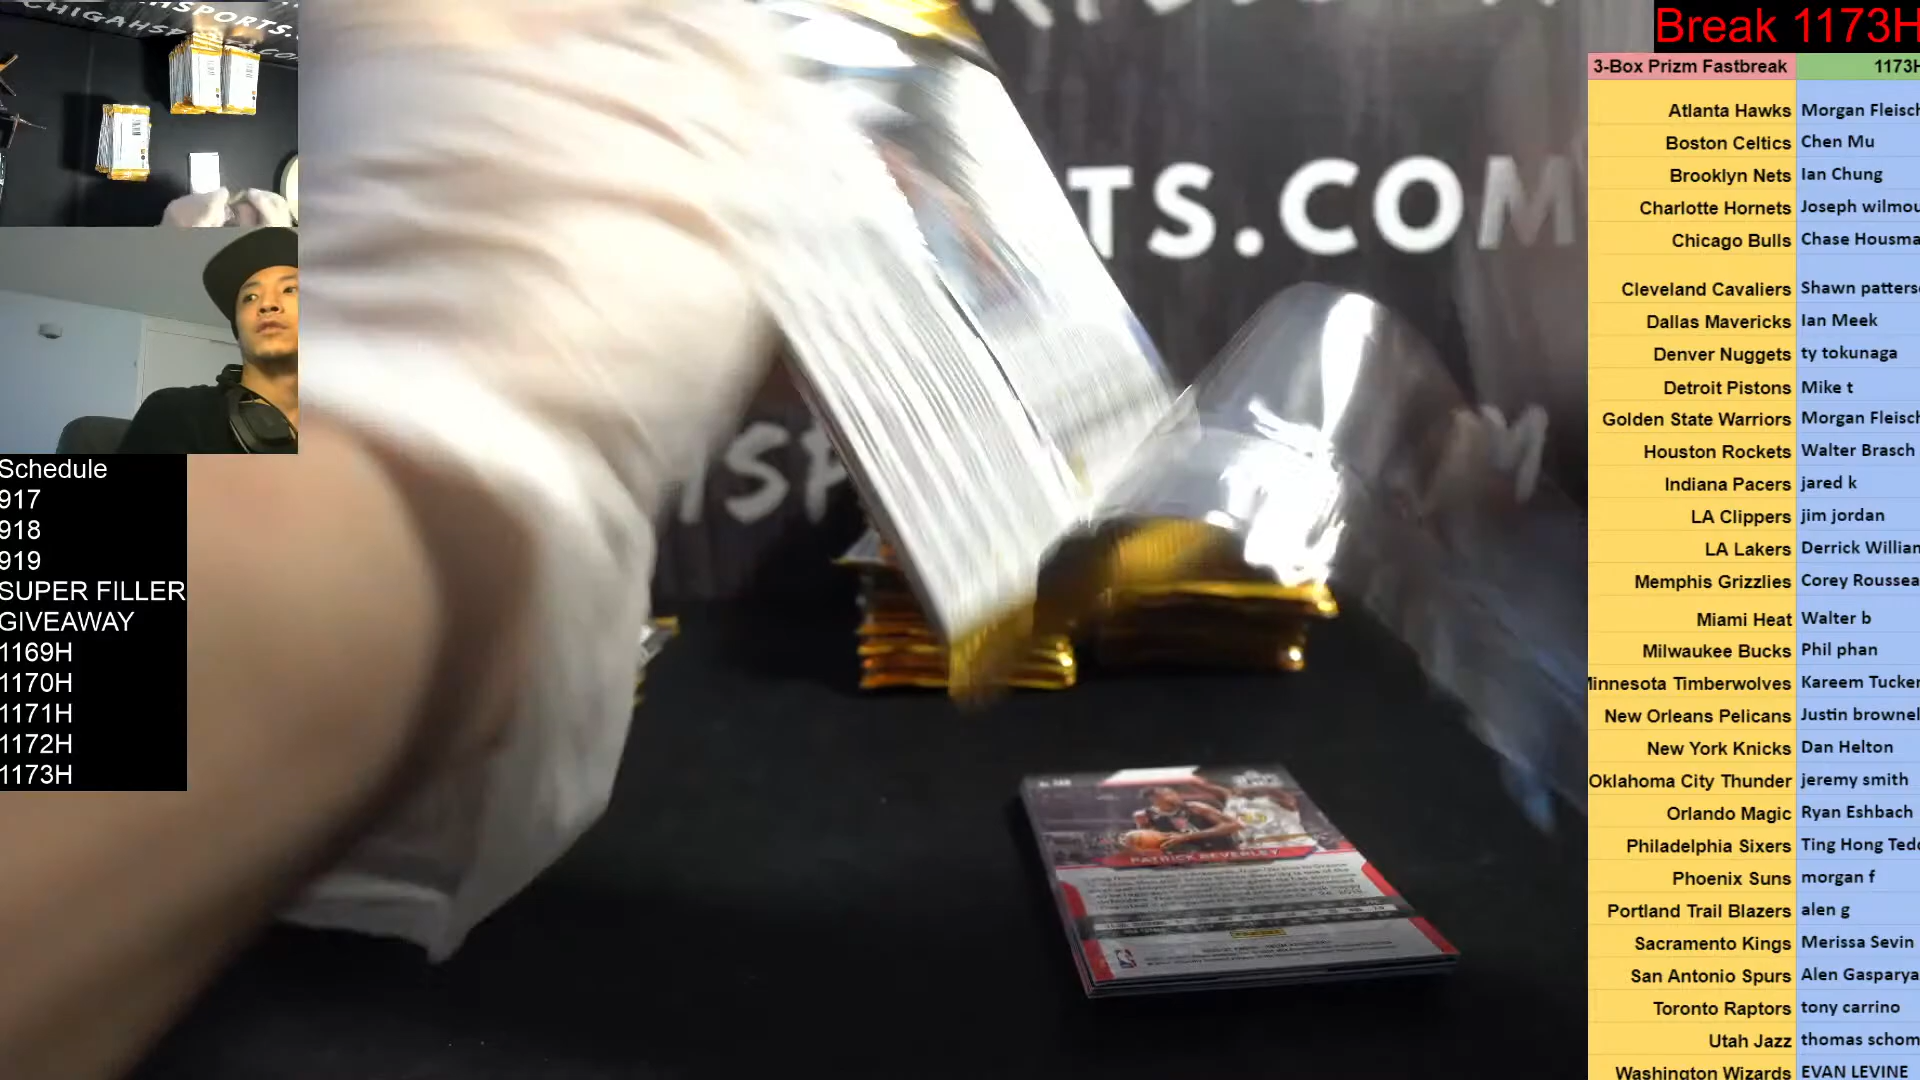 CHIGAHSPORTS.
TS.COM
HSP
PATRICK BEVERLEY
Break 1173H
3-Box Prizm Fastbreak 1173H
Atlanta Hawks Morgan Fleisch
Boston Celtics Chen Mu
Brooklyn Nets Ian Chung
Charlotte Hornets Joseph wilmou
Chicago Bulls Chase Housma
Cleveland Cavaliers Shawn patterso
Dallas Mavericks Ian Meek
Denver Nuggets ty tokunaga
Detroit Pistons Mike t
Golden State Warriors Morgan Fleisch
Houston Rockets Walter Brasch
Indiana Pacers jared k
LA Clippers jim jordan
LA Lakers Derrick William
Memphis Grizzlies Corey Roussea
Miami Heat Walter b
Milwaukee Bucks Phil phan
Minnesota Timberwolves Kareem Tucker
New Orleans Pelicans Justin brownel
New York Knicks Dan Helton
Oklahoma City Thunder jeremy smith
Orlando Magic Ryan Eshbach
Philadelphia Sixers Ting Hong Tedd
Phoenix Suns morgan f
Portland Trail Blazers alen g
Sacramento Kings Merissa Sevin
San Antonio Spurs Alen Gasparya
Toronto Raptors tony carrino
Utah Jazz thomas schom
Washington Wizards EVAN LEVINE
Schedule
917
918
919
SUPER FILLER
GIVEAWAY
1169H
1170H
1171H
1172H
1173H